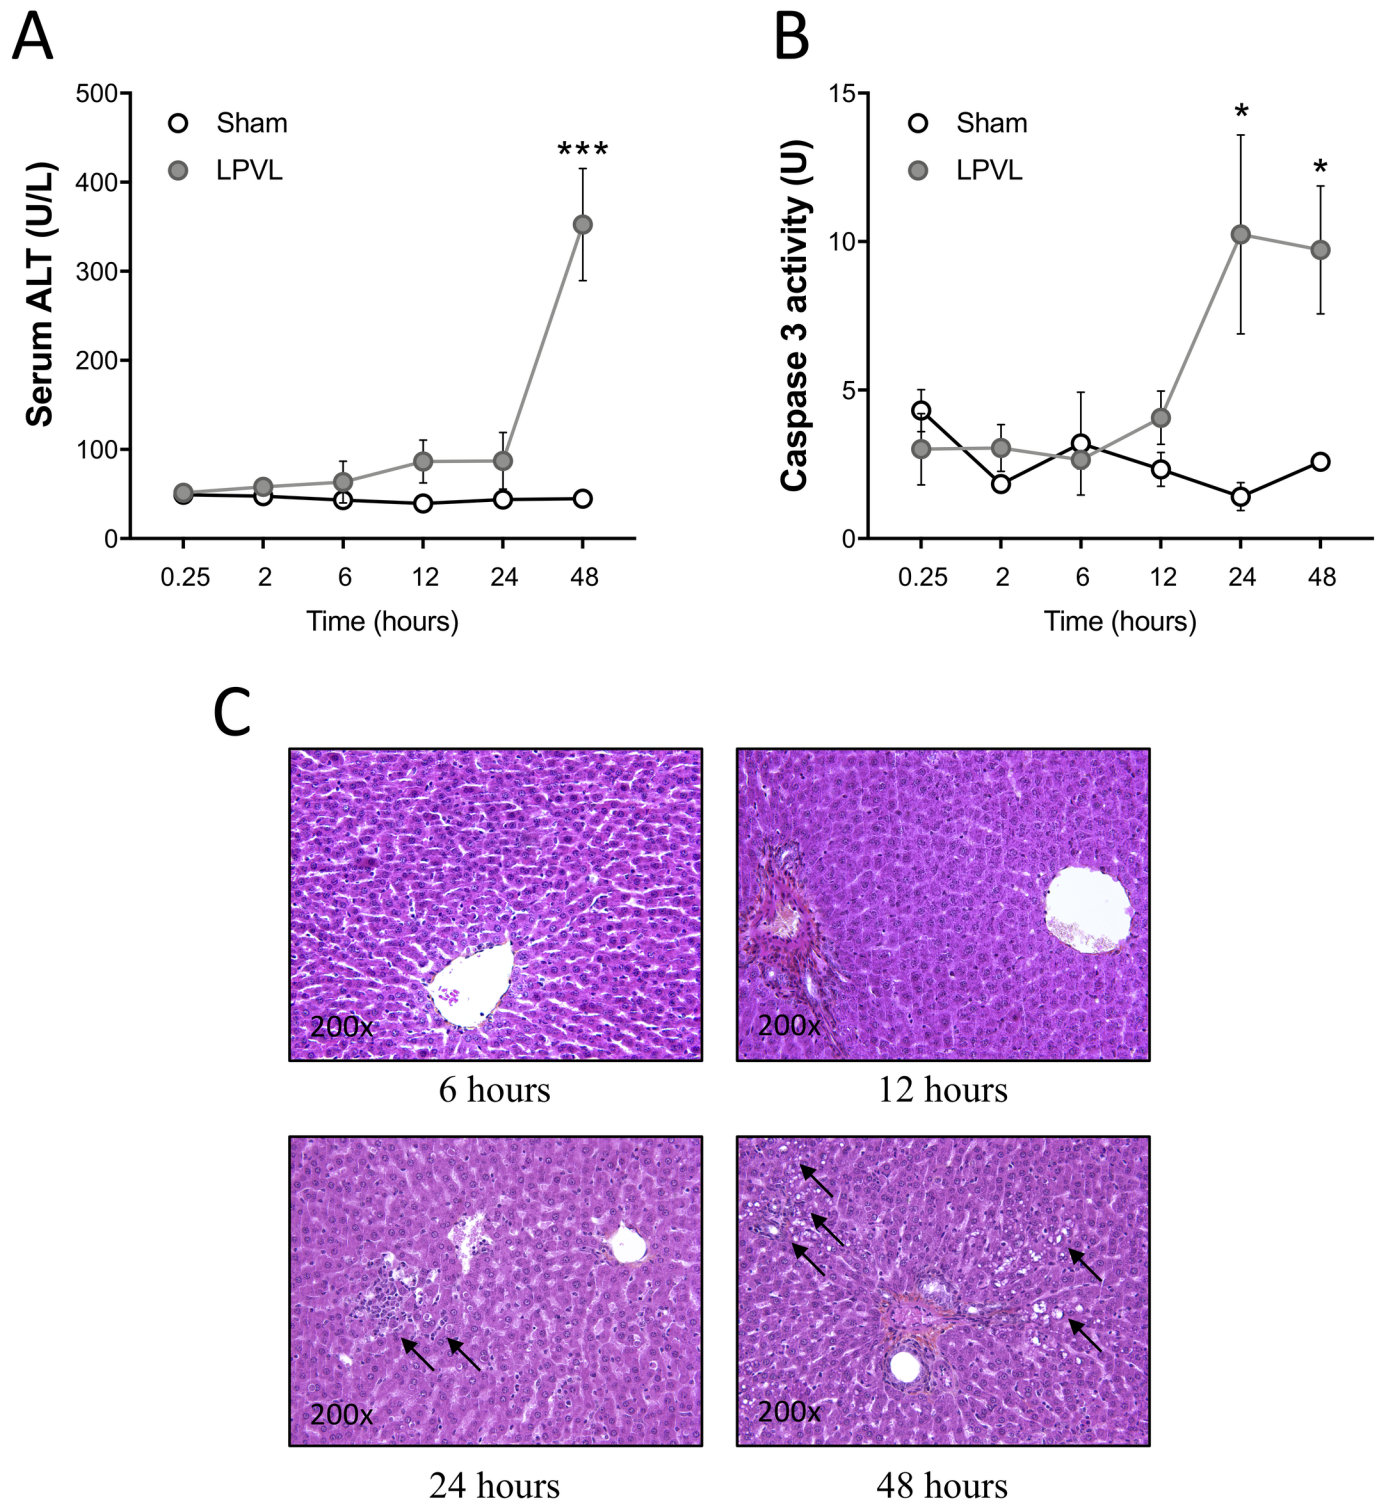 A
B
500
400
300
200
100
0
Serum ALT (U/L)
Sham
LPVL
***
0.25 2 6 12 24 48
Time (hours)
15
10
5
0
Caspase 3 activity (U)
Sham
LPVL
*
*
0.25 2 6 12 24 48
Time (hours)
C
200x
200x
6 hours
12 hours
200x
200x
24 hours
48 hours